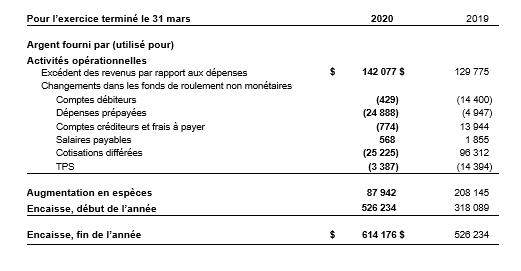 Pour l'exercice terminé le 31 mars 2020 2019
Argent fourni par (utilisé pour)
Activités opérationnelles
Excédent des revenus par rapport aux dépenses $ 142 077 $ 129 775
Changements dans les fonds de roulement non monétaires
Comptes débiteurs (429) (14 400)
Dépenses prépayées (24 888) (4 947)
Comptes créditeurs et frais à payer (774) 13 944
Salaires payables 568 1 855
Cotisations différées (25 225) 96 312
TPS (3 387) (14 394)
Augmentation en espèces 87 942 208 145
Encaisse, début de l'année 526 234 318 089
Encaisse, fin de l'année $ 614 176 $ 526 234